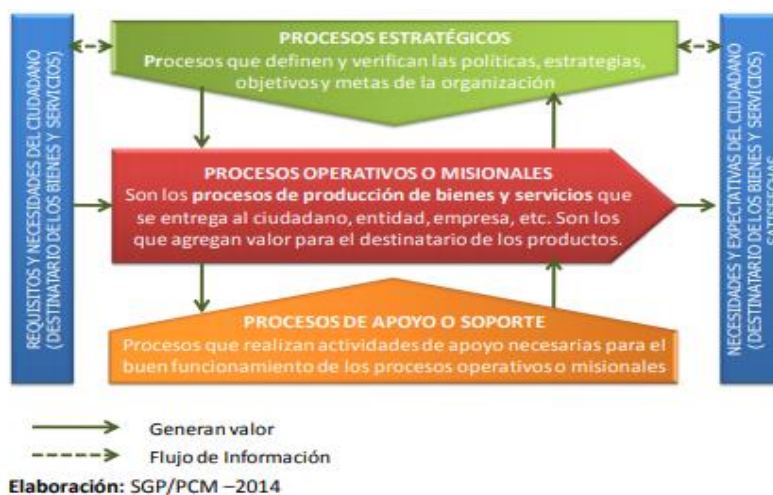 REQUISITOS Y NECESIDADES DEL CIUDADANO
(DESTINATARIO DE LOS BIENES Y SERVICIOS)
PROCESOS ESTRATÉGICOS
Procesos que definen y verifican las políticas, estrategias,
objetivos y metas de la organización
PROCESOS OPERATIVOS O MISIONALES
Son los procesos de producción de bienes y servicios que
se entrega al ciudadano, entidad, empresa, etc. Son los
que agregan valor para el destinatario de los productos.
PROCESOS DE APOYO O SOPORTE
Procesos que realizan actividades de apoyo necesarias para el
buen funcionamiento de los procesos operativos o misionales
NECESIDADES Y EXPECTATIVAS DEL CIUDADANO
(DESTINATARIO DE LOS BIENES Y SERVICIOS)
Generan valor
Flujo de Información
Elaboración: SGP/PCM –2014